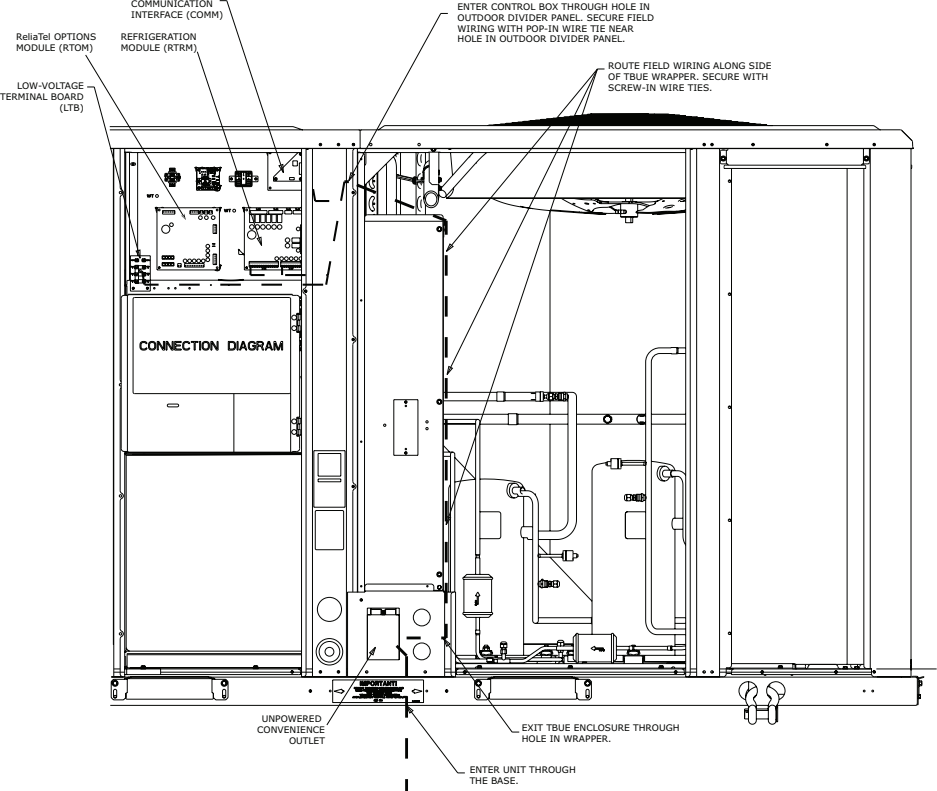 COMMUNICATION
INTERFACE (COMM)
ENTER CONTROL BOX THROUGH HOLE IN
OUTDOOR DIVIDER PANEL. SECURE FIELD
WIRING WITH POP-IN WIRE TIE NEAR
HOLE IN OUTDOOR DIVIDER PANEL.
ReliaTel OPTIONS
MODULE (RTOM)
REFRIGERATION
MODULE (RTRM)
ROUTE FIELD WIRING ALONG SIDE
OF TBUE WRAPPER. SECURE WITH
SCREW-IN WIRE TIES.
LOW-VOLTAGE
TERMINAL BOARD
(LTB)
CONNECTION DIAGRAM
IMPORTANT!
UNPOWERED
CONVENIENCE
OUTLET
EXIT TBUE ENCLOSURE THROUGH
HOLE IN WRAPPER.
ENTER UNIT THROUGH
THE BASE.